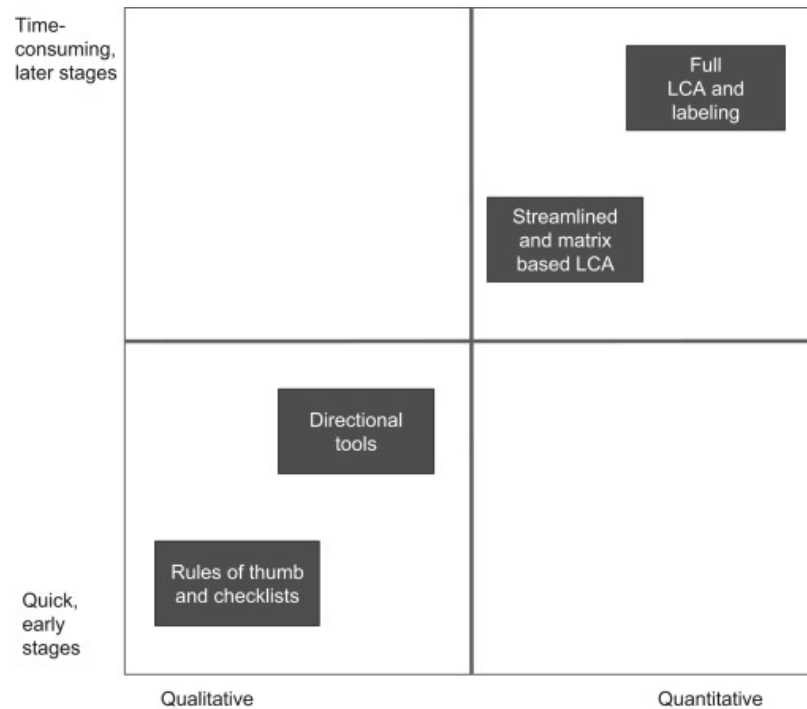 Time-
consuming,
later stages
Full
LCA and
labeling
Streamlined
and matrix
based LCA
Directional
tools
Rules of thumb
and checklists
Quick,
early
stages
Qualitative
Quantitative